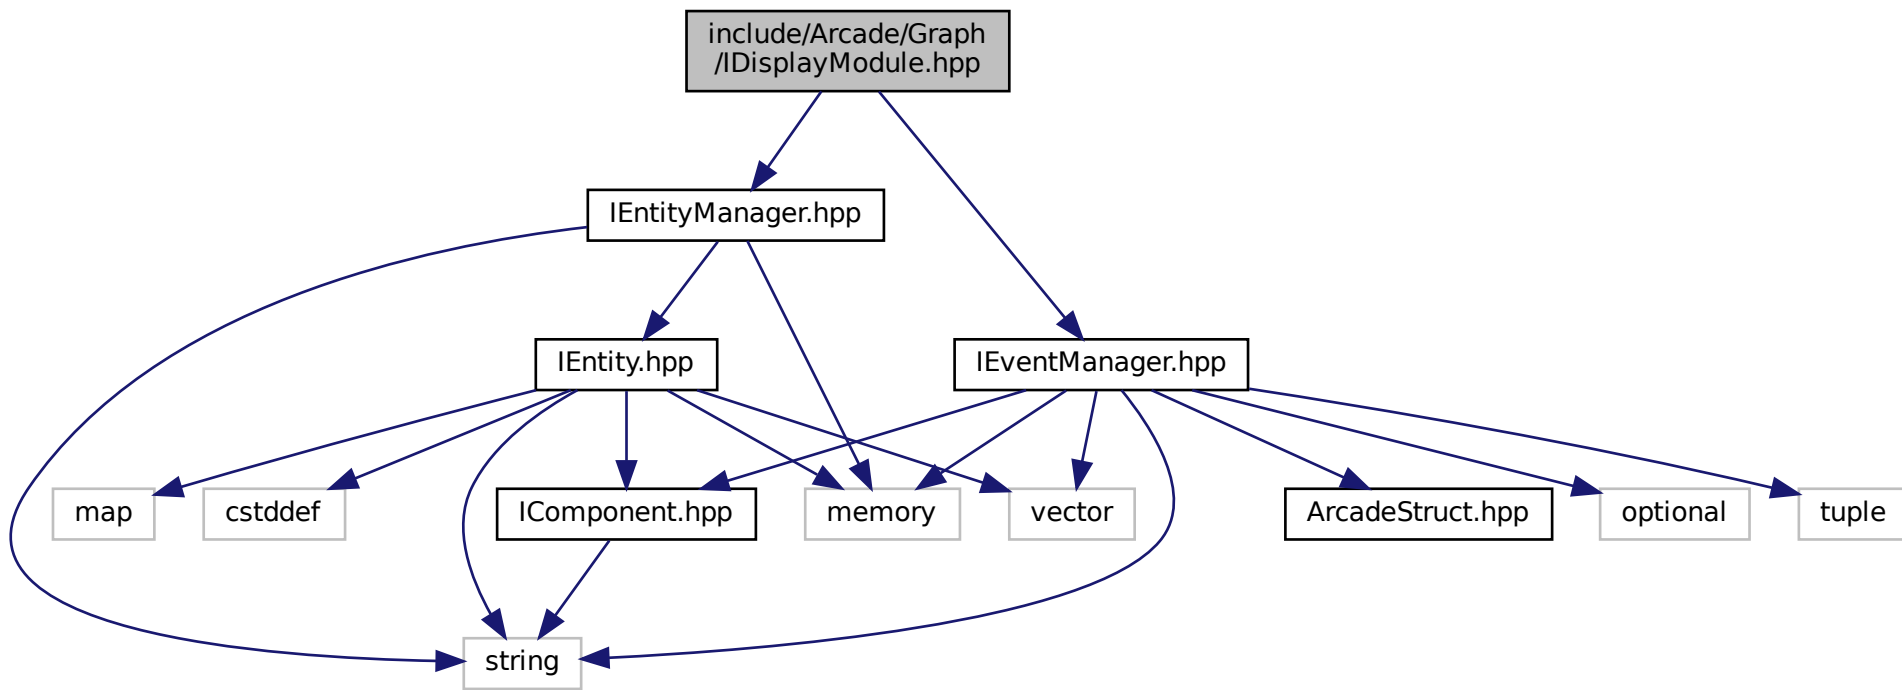 include/Arcade/Graph
/IDisplayModule.hpp
IEntityManager.hpp
IEntity.hpp
IEventManager.hpp
map
cstddef
IComponent.hpp
memory
vector
ArcadeStruct.hpp
optional
tuple
string